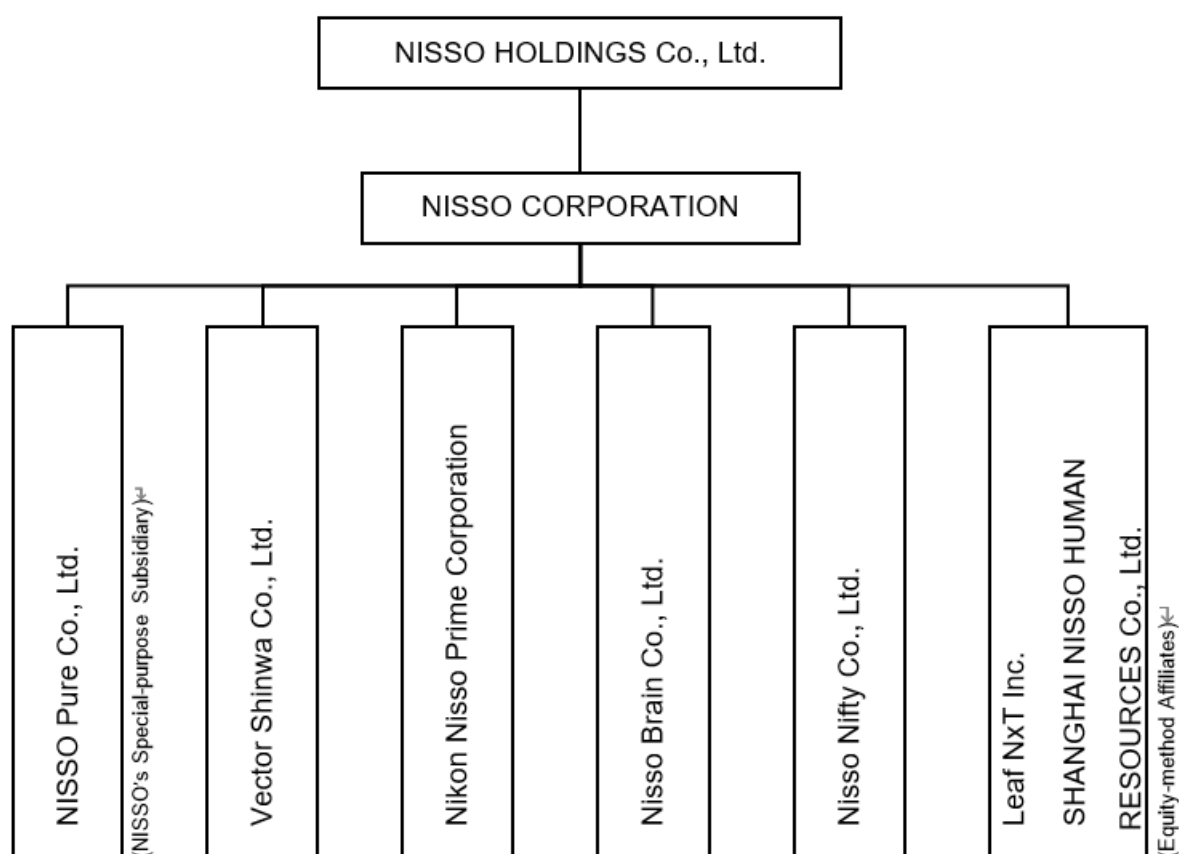 NISSO HOLDINGS Co., Ltd.
NISSO CORPORATION
NISSO Pure Co., Ltd.
(NISSO's Special-purpose Subsidiary)↵
Vector Shinwa Co., Ltd.
Nikon Nisso Prime Corporation
Nisso Brain Co., Ltd.
Nisso Nifty Co., Ltd.
Leaf NxT Inc.
SHANGHAI NISSO HUMAN
RESOURCES Co., Ltd.
(Equity-method Affiliates)↵